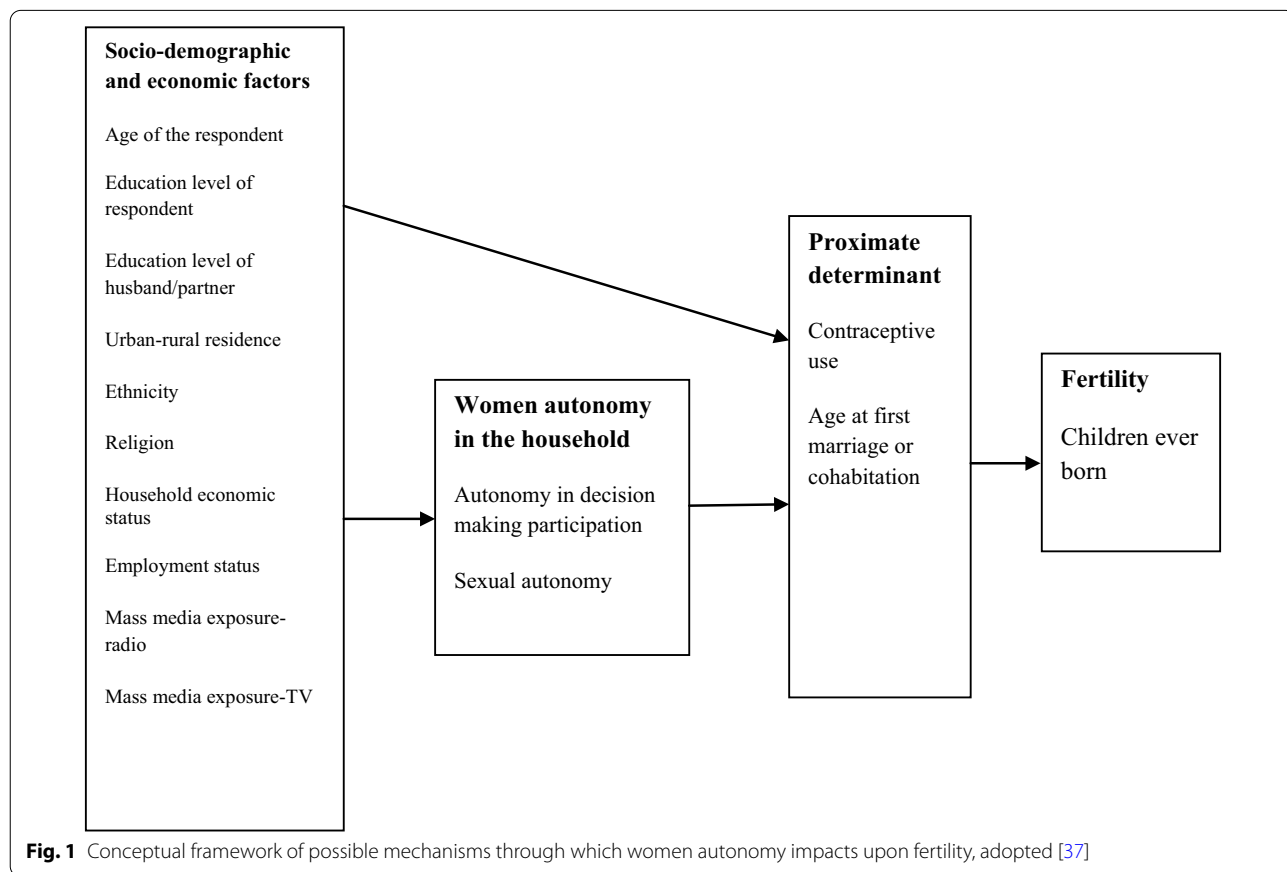 Socio-demographic
and economic factors
Age of the respondent
Education level of
respondent
Education level of
husband/partner
Urban-rural residence
Ethnicity
Religion
Household economic
status
Employment status
Mass media exposure-
radio
Mass media exposure-TV
Women autonomy
in the household
Autonomy in decision
making participation
Sexual autonomy
Proximate
determinant
Contraceptive
use
Age at first
marriage or
cohabitation
Fertility
Children ever
born
Fig. 1 Conceptual framework of possible mechanisms through which women autonomy impacts upon fertility, adopted [37]